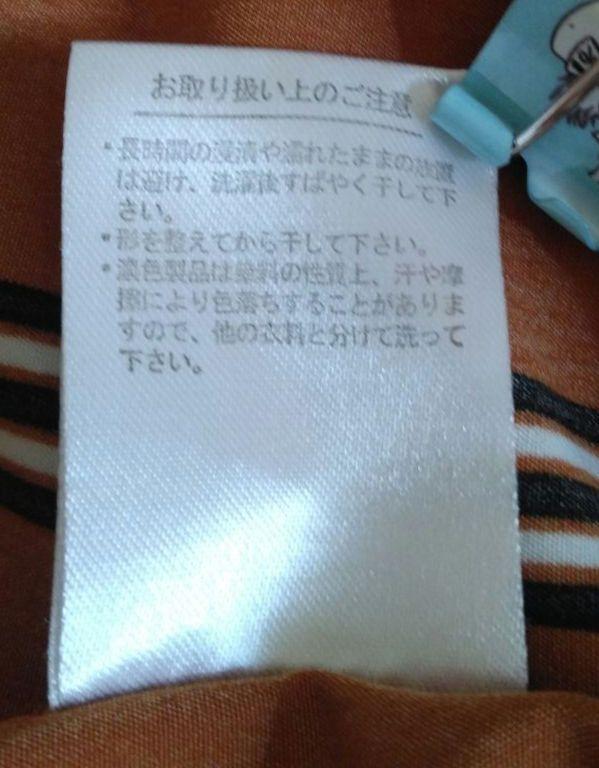 お取り扱い上のご注意
・長時間の浸漬や濡れたままの放置
は避け、洗濯後すばやく干して下
さい。
・形を整えてから干して下さい。
・濃色製品は染料の性質上、汗や摩
擦により色落ちすることがありま
すので、他の衣料と分けて洗って
下さい。